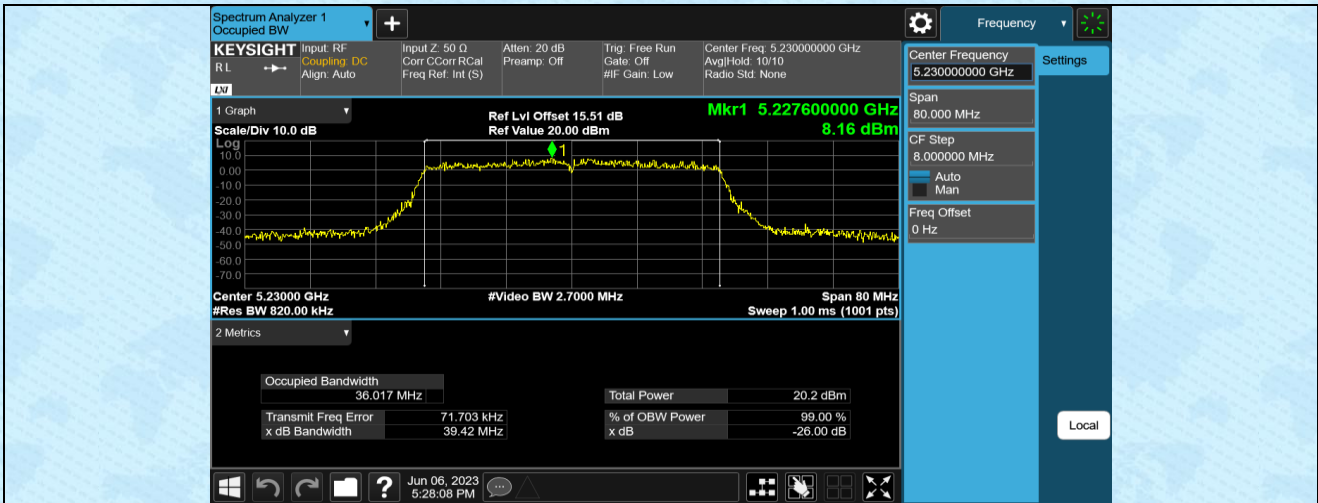 Spectrum Analyzer 1
Occupied BW
Frequency
KEYSIGHT
RL
LXI
Input: RF
Coupling: DC
Align: Auto
Input Z: 50 Ω
Corr CCorr RCal
Freq Ref: Int (S)
Atten: 20 dB
Preamp: Off
Trig: Free Run
Gate: Off
#IF Gain: Low
Center Freq: 5.230000000 GHz
Avg|Hold: 10/10
Radio Std: None
Center Frequency
5.230000000 GHz
Settings
Span
80.000 MHz
CF Step
8.000000 MHz
Auto
Man
Freq Offset
0 Hz
1 Graph
Scale/Div 10.0 dB
Ref Lvl Offset 15.51 dB
Ref Value 20.00 dBm
Mkr1 5.227600000 GHz
8.16 dBm
Log
1
10.0
0.00
-10.0
-20.0
-30.0
-40.0
-50.0
-60.0
-70.0
Center 5.23000 GHz
#Res BW 820.00 kHz
#Video BW 2.7000 MHz
Span 80 MHz
Sweep 1.00 ms (1001 pts)
2 Metrics
Occupied Bandwidth
36.017 MHz
Total Power 20.2 dBm
Transmit Freq Error 71.703 kHz
% of OBW Power 99.00 %
x dB Bandwidth 39.42 MHz
x dB -26.00 dB
Local
?
Jun 06, 2023
5:28:08 PM